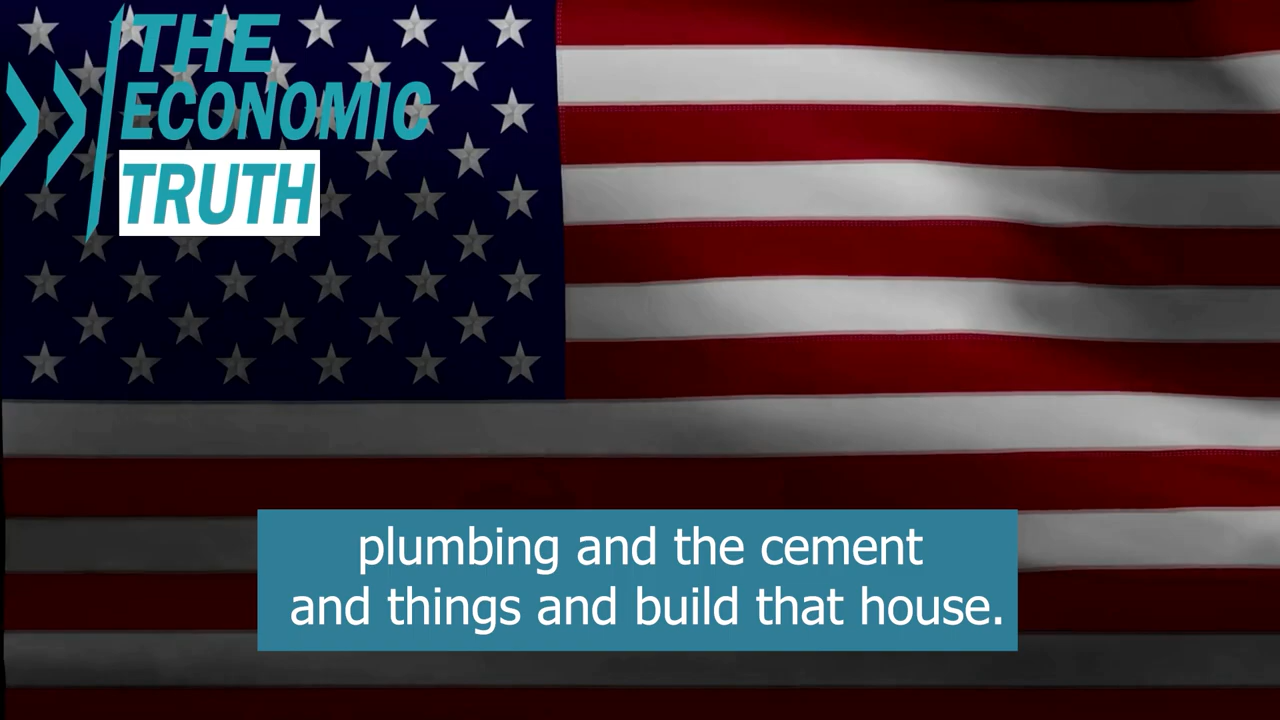 THE
ECONOMIC
TRUTH
plumbing and the cement
and things and build that house.